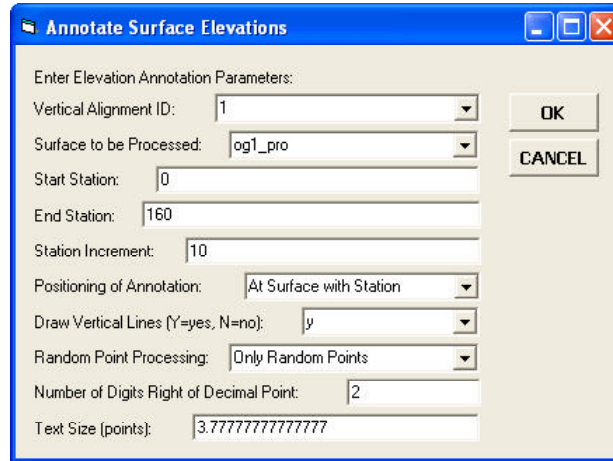 Annotate Surface Elevations
Enter Elevation Annotation Parameters:
Vertical Alignment ID: 1
OK
Surface to be Processed: og1_pro
CANCEL
Start Station: 0
End Station: 160
Station Increment: 10
Positioning of Annotation: At Surface with Station
Draw Vertical Lines (Y=yes, N=no): y
Random Point Processing: Only Random Points
Number of Digits Right of Decimal Point: 2
Text Size (points): 3.77777777777777